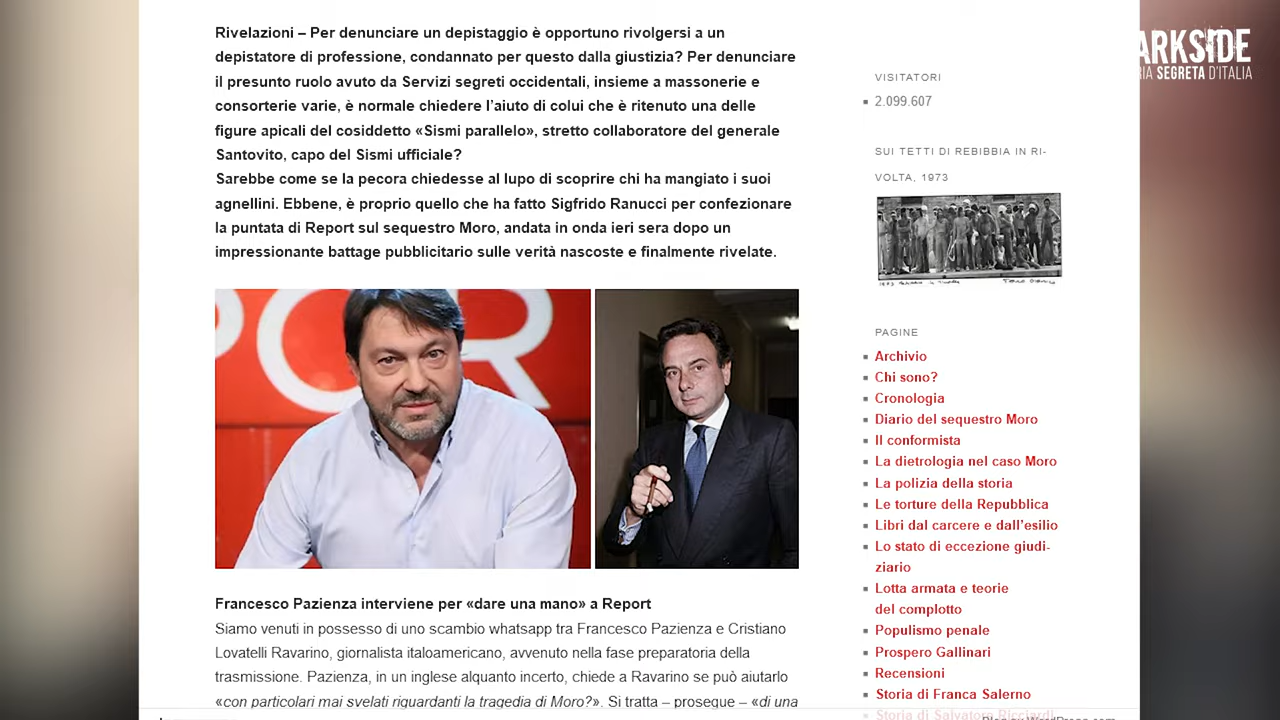 Rivelazioni – Per denunciare un depistaggio è opportuno rivolgersi a un
depistatore di professione, condannato per questo dalla giustizia? Per denunciare
il presunto ruolo avuto da Servizi segreti occidentali, insieme a massonerie e
consorterie varie, è normale chiedere l’aiuto di colui che è ritenuto una delle
figure apicali del cosiddetto «Sismi parallelo», stretto collaboratore del generale
Santovito, capo del Sismi ufficiale?
Sarebbe come se la pecora chiedesse al lupo di scoprire chi ha mangiato i suoi
agnellini. Ebbene, è proprio quello che ha fatto Sigfrido Ranucci per confezionare
la puntata di Report sul sequestro Moro, andata in onda ieri sera dopo un
impressionante battage pubblicitario sulle verità nascoste e finalmente rivelate.
POR
Francesco Pazienza interviene per «dare una mano» a Report
Siamo venuti in possesso di uno scambio whatsapp tra Francesco Pazienza e Cristiano
Lovatelli Ravarino, giornalista italoamericano, avvenuto nella fase preparatoria della
trasmissione. Pazienza, in un inglese alquanto incerto, chiede a Ravarino se può aiutarlo
«con particolari mai svelati riguardanti la tragedia di Moro?». Si tratta – prosegue – «di una
ARKSIDE
RIA SEGRETA D'ITALIA
VISITATORI
2.099.607
SUI TETTI DI REBIBBIA IN RI-
VOLTA, 1973
PAGINE
Archivio
Chi sono?
Cronologia
Diario del sequestro Moro
Il conformista
La dietrologia nel caso Moro
La polizia della storia
Le torture della Repubblica
Libri dal carcere e dall’esilio
Lo stato di eccezione giudi-
ziario
Lotta armata e teorie
del complotto
Populismo penale
Prospero Gallinari
Recensioni
Storia di Franca Salerno
Storia di Salvatore Ricciardi
Blog su WordPress.com